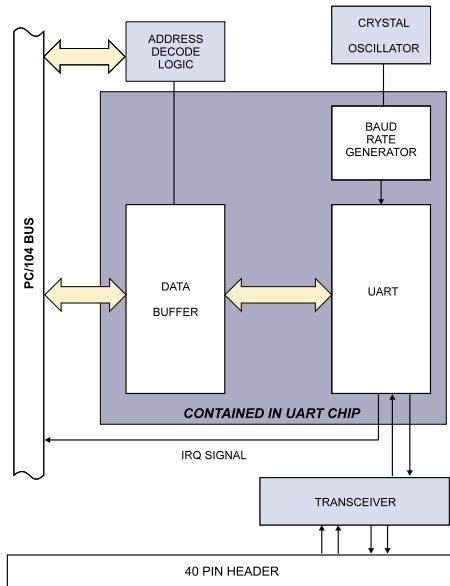 ADDRESS
DECODE
LOGIC
CRYSTAL
OSCILLATOR
BAUD
RATE
GENERATOR
PC/104 BUS
DATA
BUFFER
UART
CONTAINED IN UART CHIP
IRQ SIGNAL
TRANSCEIVER
40 PIN HEADER